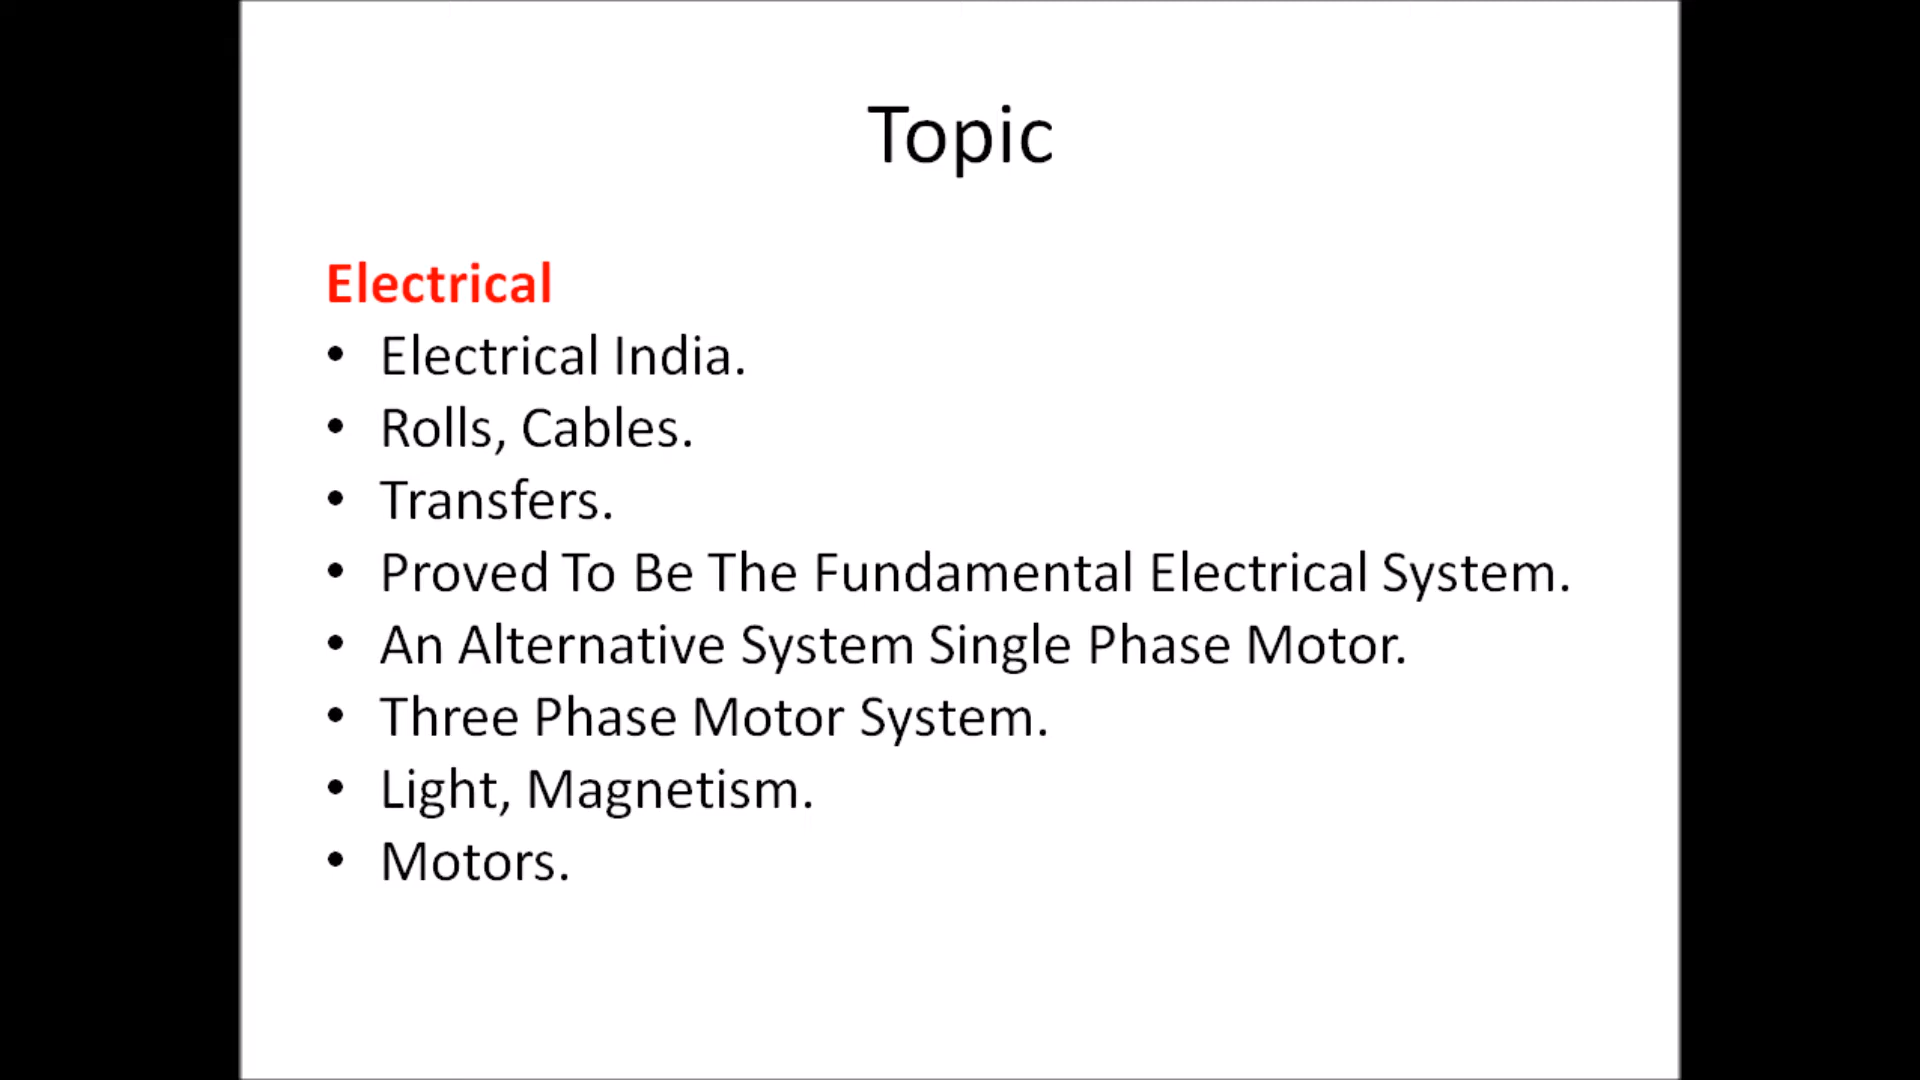 Topic
Electrical
• Electrical India.
• Rolls, Cables.
• Transfers.
• Proved To Be The Fundamental Electrical System.
• An Alternative System Single Phase Motor.
• Three Phase Motor System.
• Light, Magnetism.
• Motors.